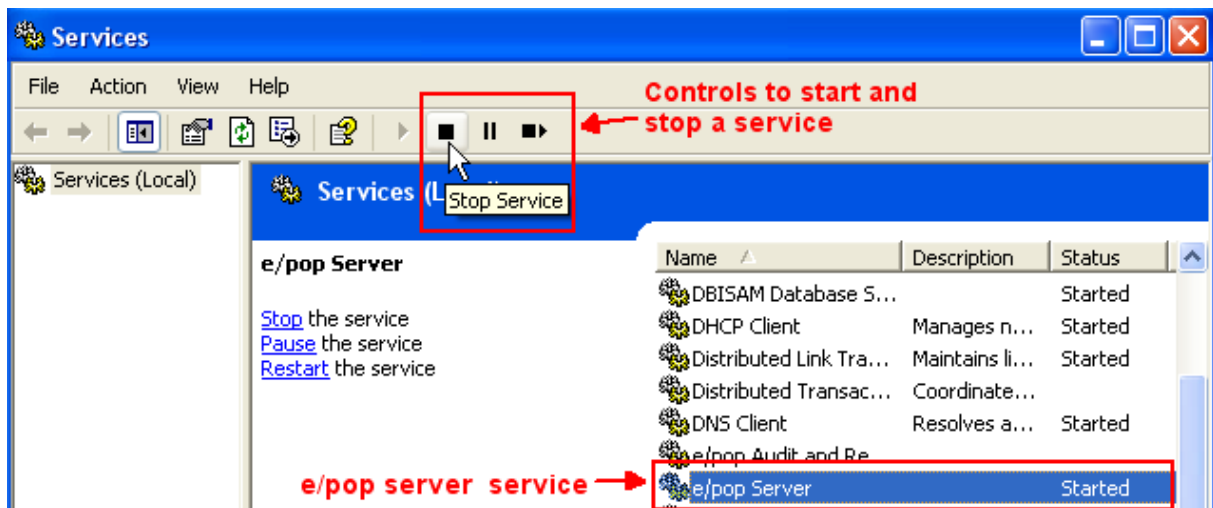 Services
File Action View Help
Controls to start and
stop a service
Services (Local)
Services (L
Stop Service
e/pop Server
Stop the service
Pause the service
Restart the service
Name Description Status
DBISAM Database S... Started
DHCP Client Manages n... Started
Distributed Link Tra... Maintains li... Started
Distributed Transac... Coordinate...
DNS Client Resolves a... Started
e/pop Audit and Re
e/pop server service
e/pop Server Started